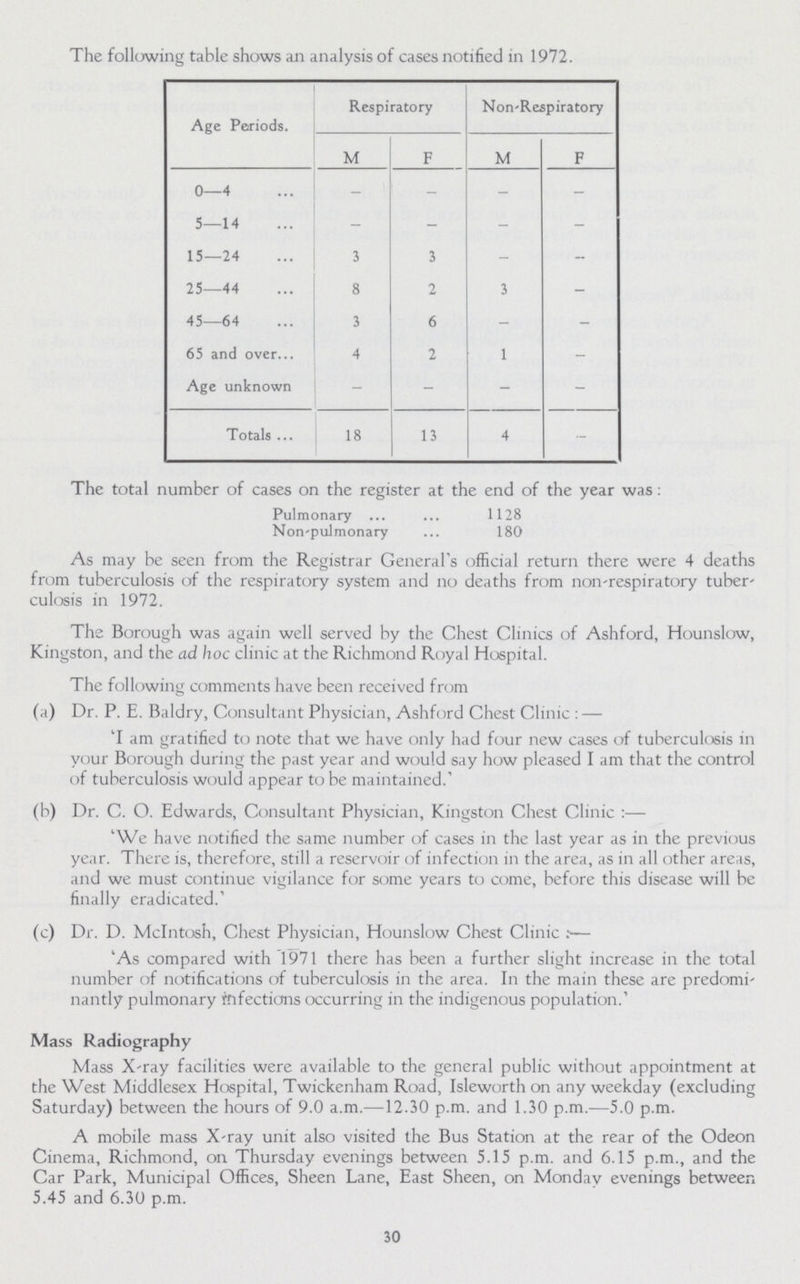 The following table shows an analysis of cases notified in 1972.
Age Periods. Respiratory Non-Respiratory
M F M F
0—4 ... — — — —
5—14 ... — — — —
15—24 ... 3 3 — —
25—44 ... 8 2 3 —
45—64 ... 3 6 — —
65 and over... 4 2 1 —
Age unknown — — — —
Totals ... 18 13 4 —
The total number of cases on the register at the end of the year was:
Pulmonary ... ... 1128
Non-pulmonary ... 180
As may be seen from the Registrar General's official return there were 4 deaths
from tuberculosis of the respiratory system and no deaths from non-respiratory tuber-
culosis in 1972.
The Borough was again well served by the Chest Clinics of Ashford, Hounslow,
Kingston, and the ad hoc clinic at the Richmond Royal Hospital.
The following comments have been received from
(a) Dr. P. E. Baldry, Consultant Physician, Ashford Chest Clinic : —
'I am gratified to note that we have only had four new cases of tuberculosis in
your Borough during the past year and would say how pleased I am that the control
of tuberculosis would appear to be maintained.'
(b) Dr. C. O. Edwards, Consultant Physician, Kingston Chest Clinic :—
'We have notified the same number of cases in the last year as in the previous
year. There is, therefore, still a reservoir of infection in the area, as in all other areas,
and we must continue vigilance for some years to come, before this disease will be
finally eradicated.'
(c) Dr. D. McIntosh, Chest Physician, Hounslow Chest Clinic :—
'As compared with 1971 there has been a further slight increase in the total
number of notifications of tuberculosis in the area. In the main these are predomi-
nantly pulmonary infections occurring in the indigenous population.'
Mass Radiography
Mass X-ray facilities were available to the general public without appointment at
the West Middlesex Hospital, Twickenham Road, Isleworth on any weekday (excluding
Saturday) between the hours of 9.0 a.m.—12.30 p.m. and 1.30 p.m.—5.0 p.m.
A mobile mass X-ray unit also visited the Bus Station at the rear of the Odeon
Cinema, Richmond, on Thursday evenings between 5.15 p.m. and 6.15 p.m., and the
Car Park, Municipal Offices, Sheen Lane, East Sheen, on Monday evenings between
5.45 and 6.30 p.m.
30